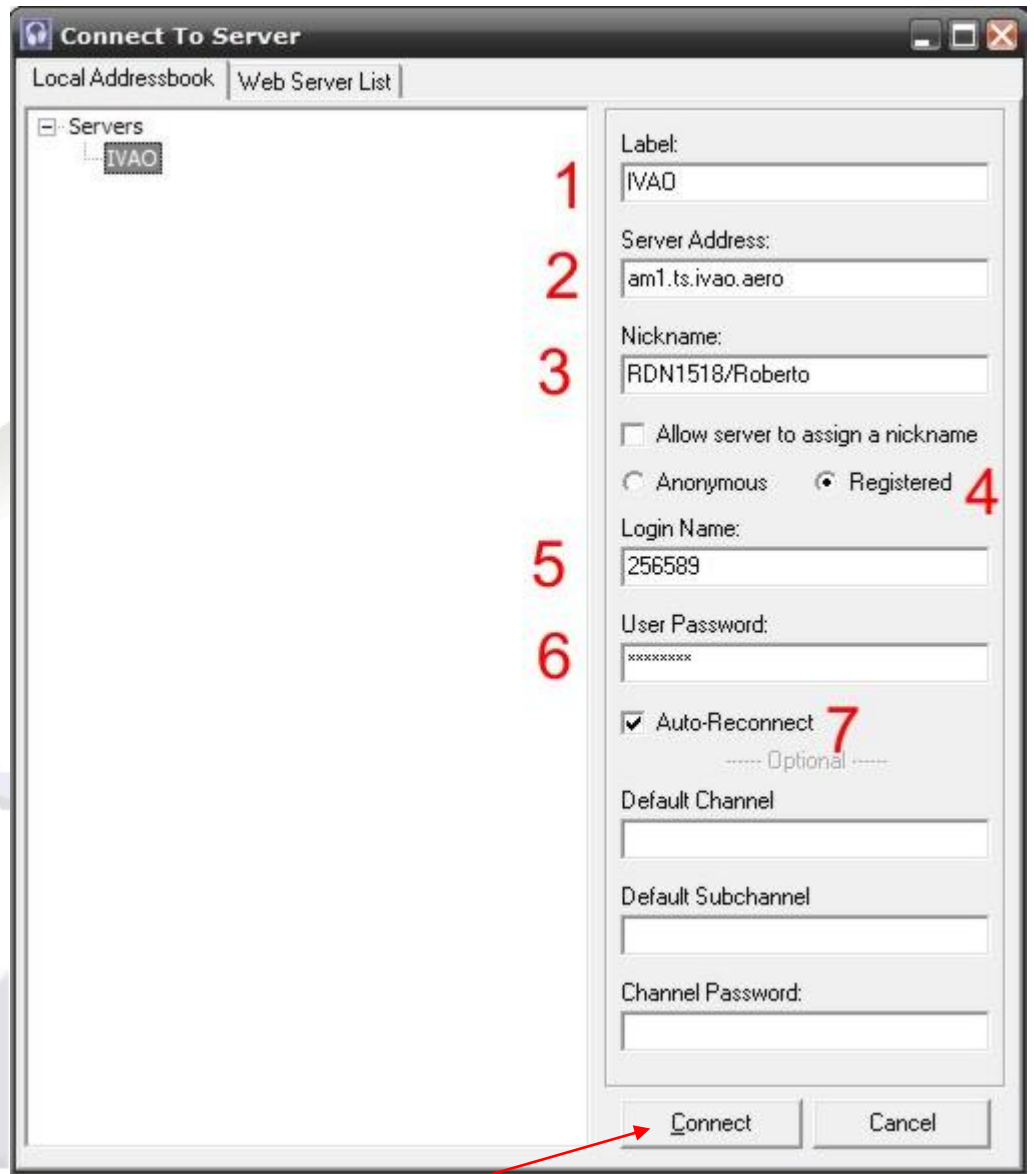 Connect To Server
Local Addressbook Web Server List
Servers
IVAO
1
Label:
IVAO
2
Server Address:
am1.ts.ivao.aero
3
Nickname:
RDN1518/Roberto
Allow server to assign a nickname
Anonymous Registered 4
5
Login Name:
256589
6
User Password:
××××××××
Auto-Reconnect 7
------ Optional ------
Default Channel
Default Subchannel
Channel Password:
Connect Cancel